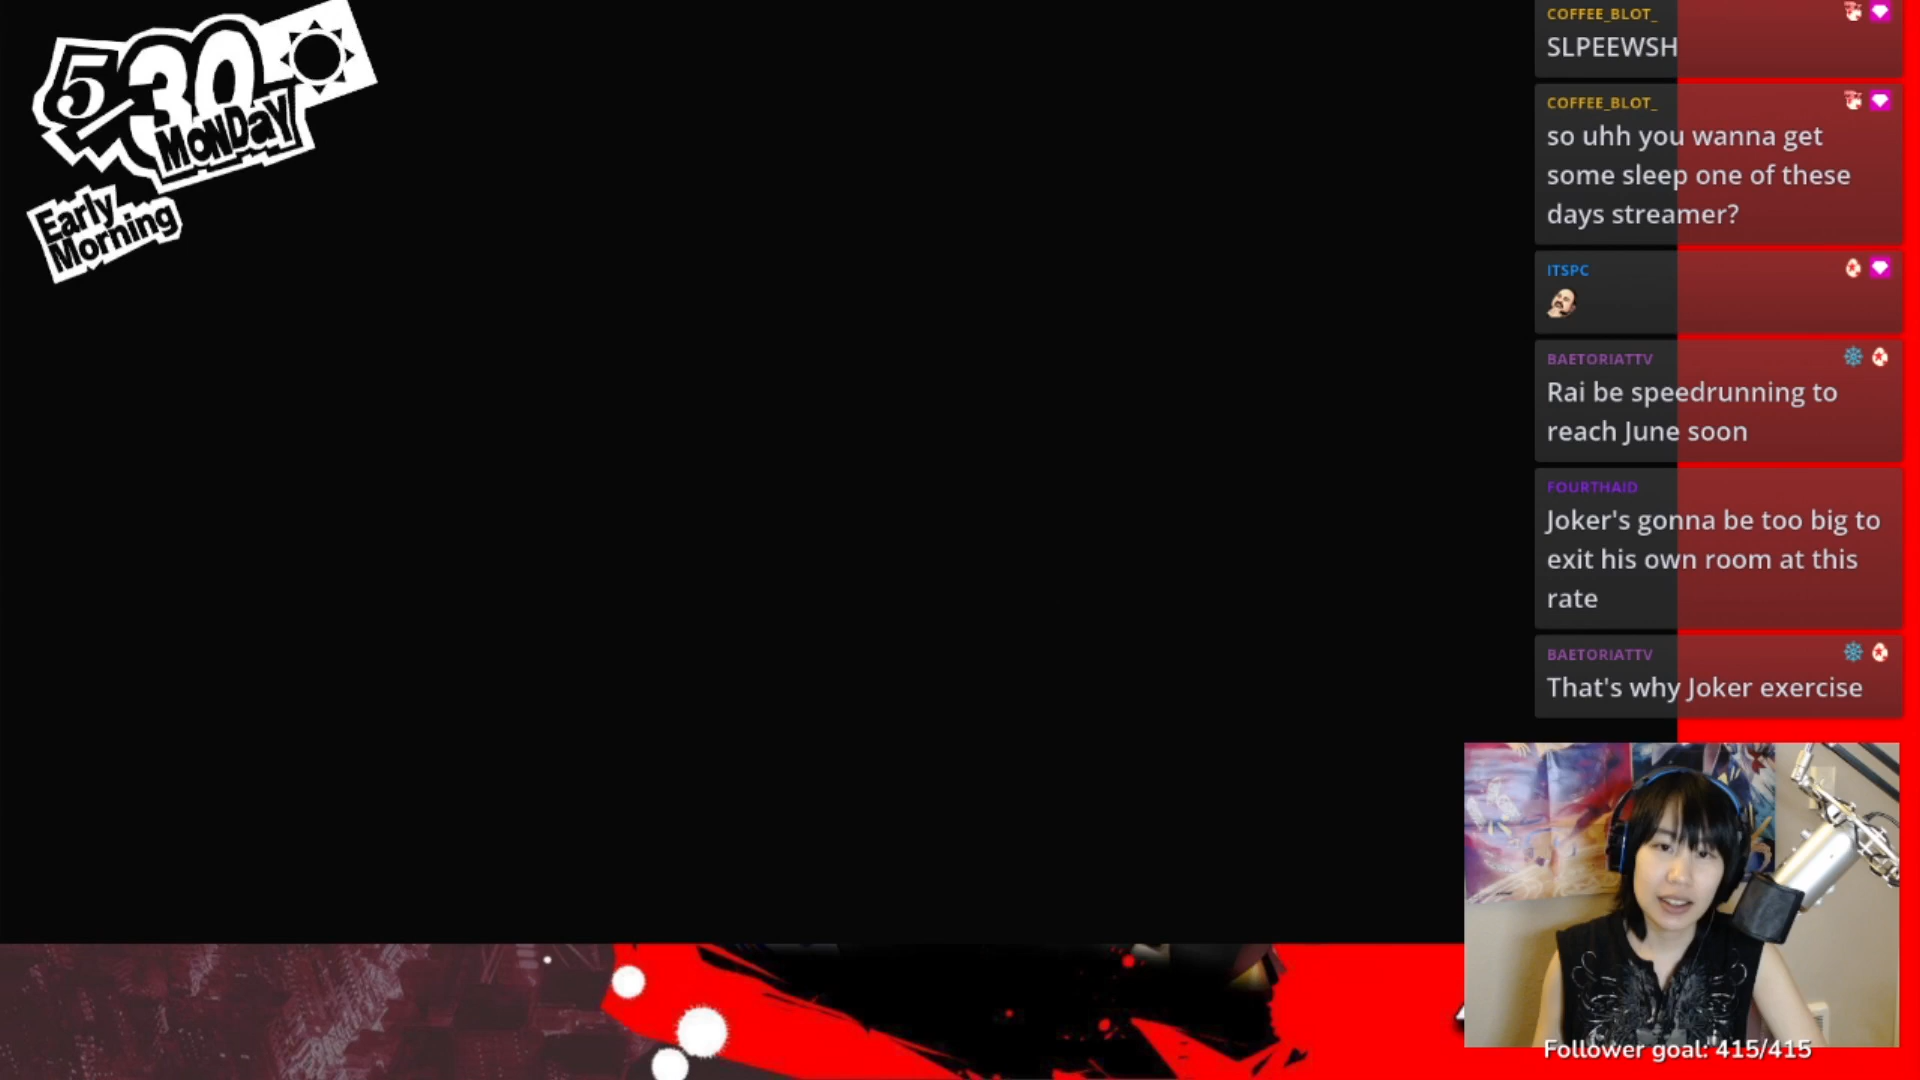 5/30
MonDaY
Early
Morning
COFFEE_BLOT_
SLPEEWSH
COFFEE_BLOT_
so uhh you wanna get
some sleep one of these
days streamer?
ITSPC
BAETORIATTV
Rai be speedrunning to
reach June soon
FOURTHAID
Joker's gonna be too big to
exit his own room at this
rate
BAETORIATTV
That's why Joker exercise
Follower goal: 415/415